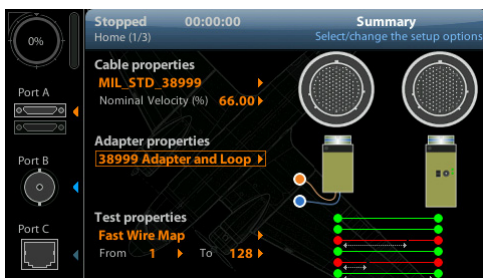 Stopped 00:00:00
Home (1/3)
Summary
Select/change the setup options
0%
Port A
Port B
Port C
Cable properties
MIL_STD_38999
Nominal Velocity (%) 66.00
Adapter properties
38999 Adapter and Loop
Test properties
Fast Wire Map
From 1 To 128